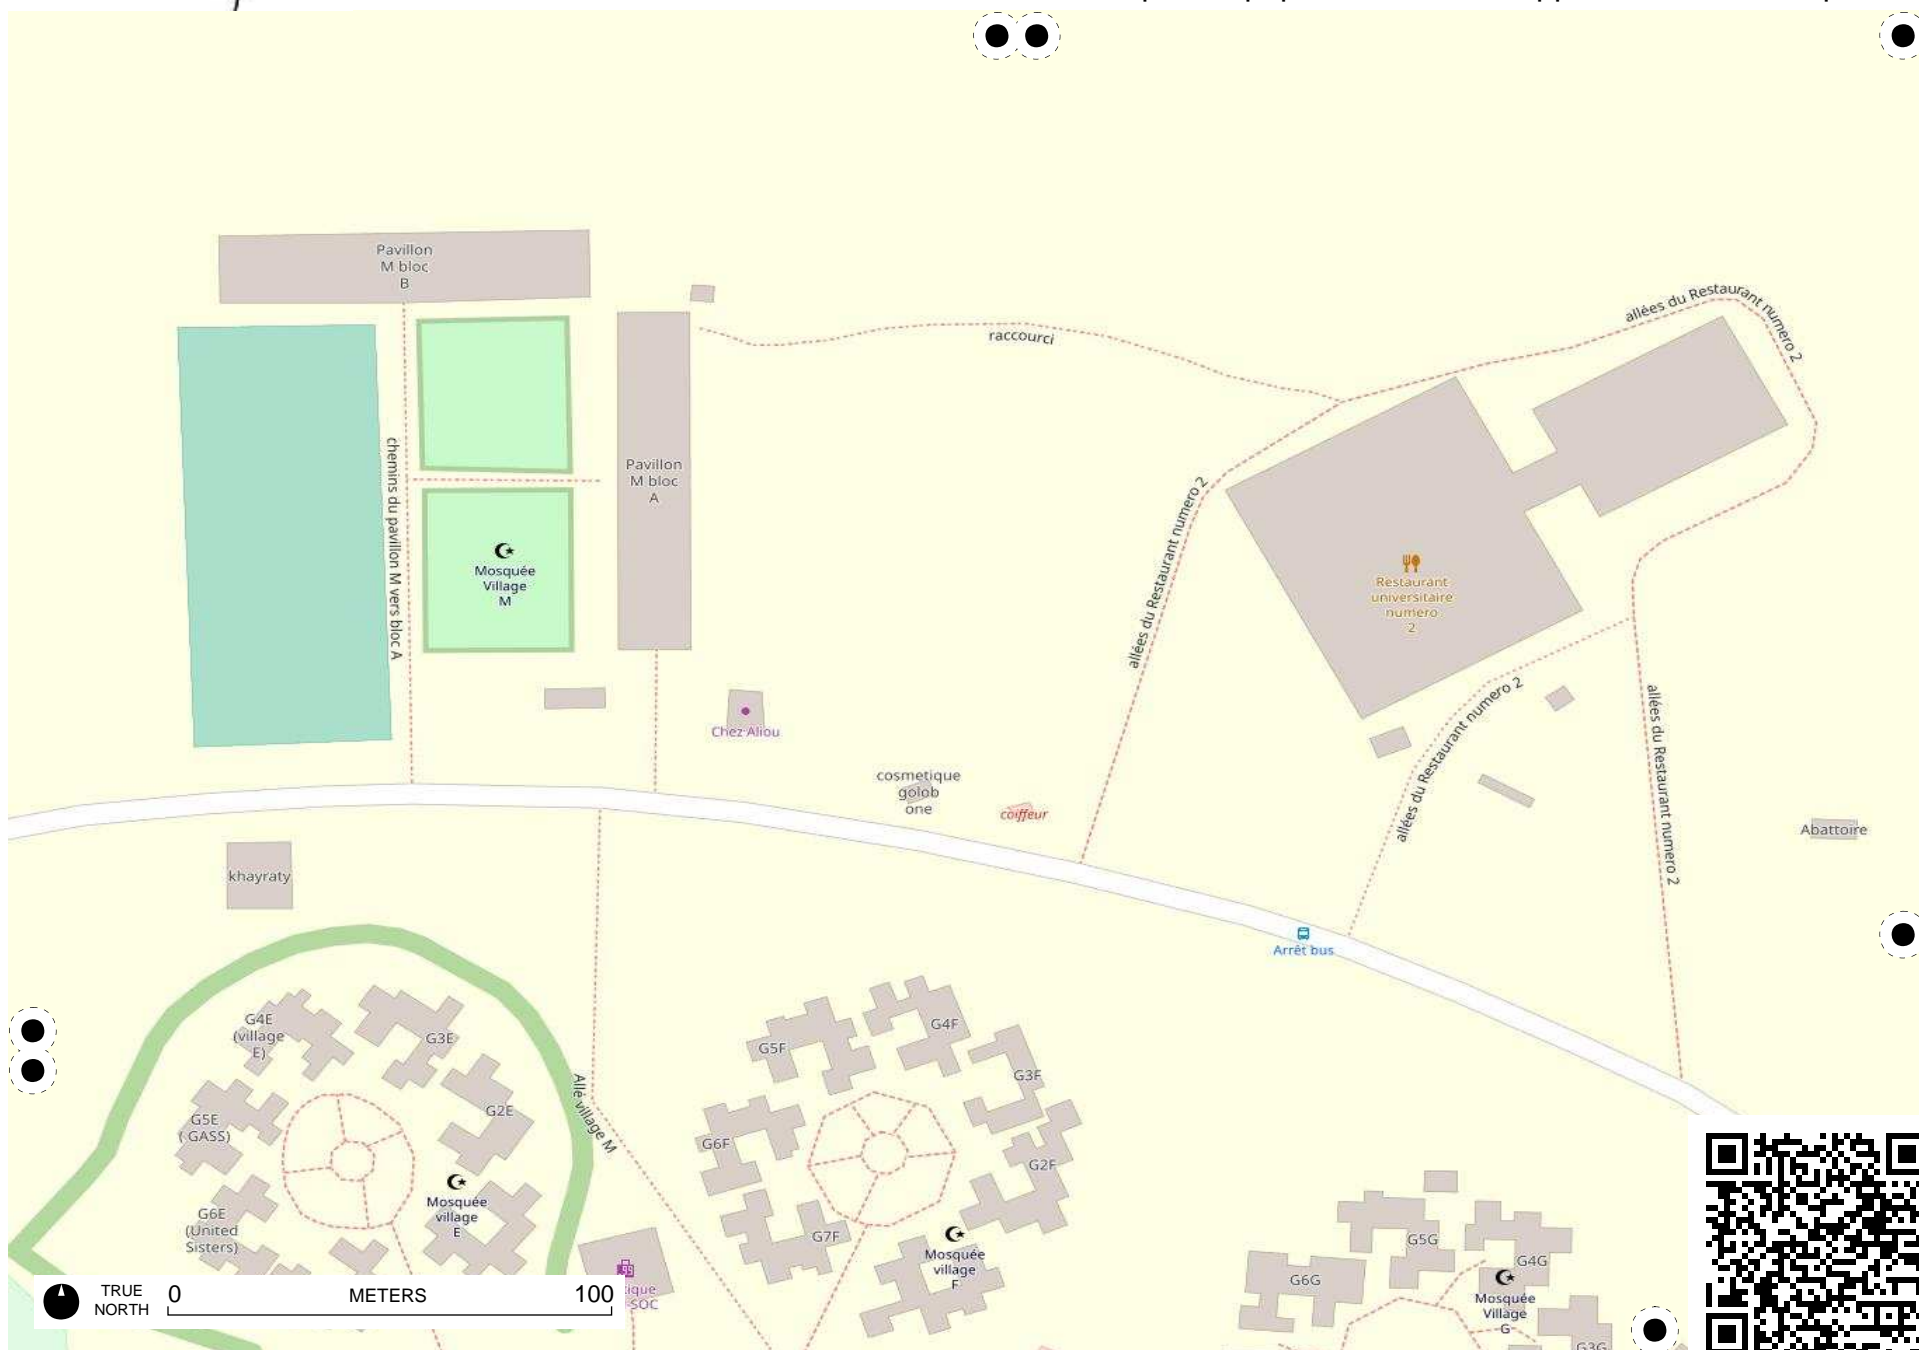 Pavillon
M bloc
B
allées du Restaurant numero 2
raccourci
chemins du pavillon M vers bloc A
Pavillon
M bloc
A
allées du Restaurant numero 2
Mosquée
Village
M
Restaurant
universitaire
numero
2
allées du Restaurant numero 2
allées du Restaurant numero 2
Chez Aliou
cosmetique
golob
one
coiffeur
Abattoire
khayraty
Arrêt bus
G4E
(village
E)
G3E
G5F
G4F
G3F
G2E
G5E
( GASS)
Allé village M
G6F
G2F
G6E
(United
Sisters)
Mosquée
village
E
G7F
Mosquée
village
F
G5G
G4G
G6G
Mosquée
Village
G
G3G
TRUE
NORTH
0 METERS 100
SOC